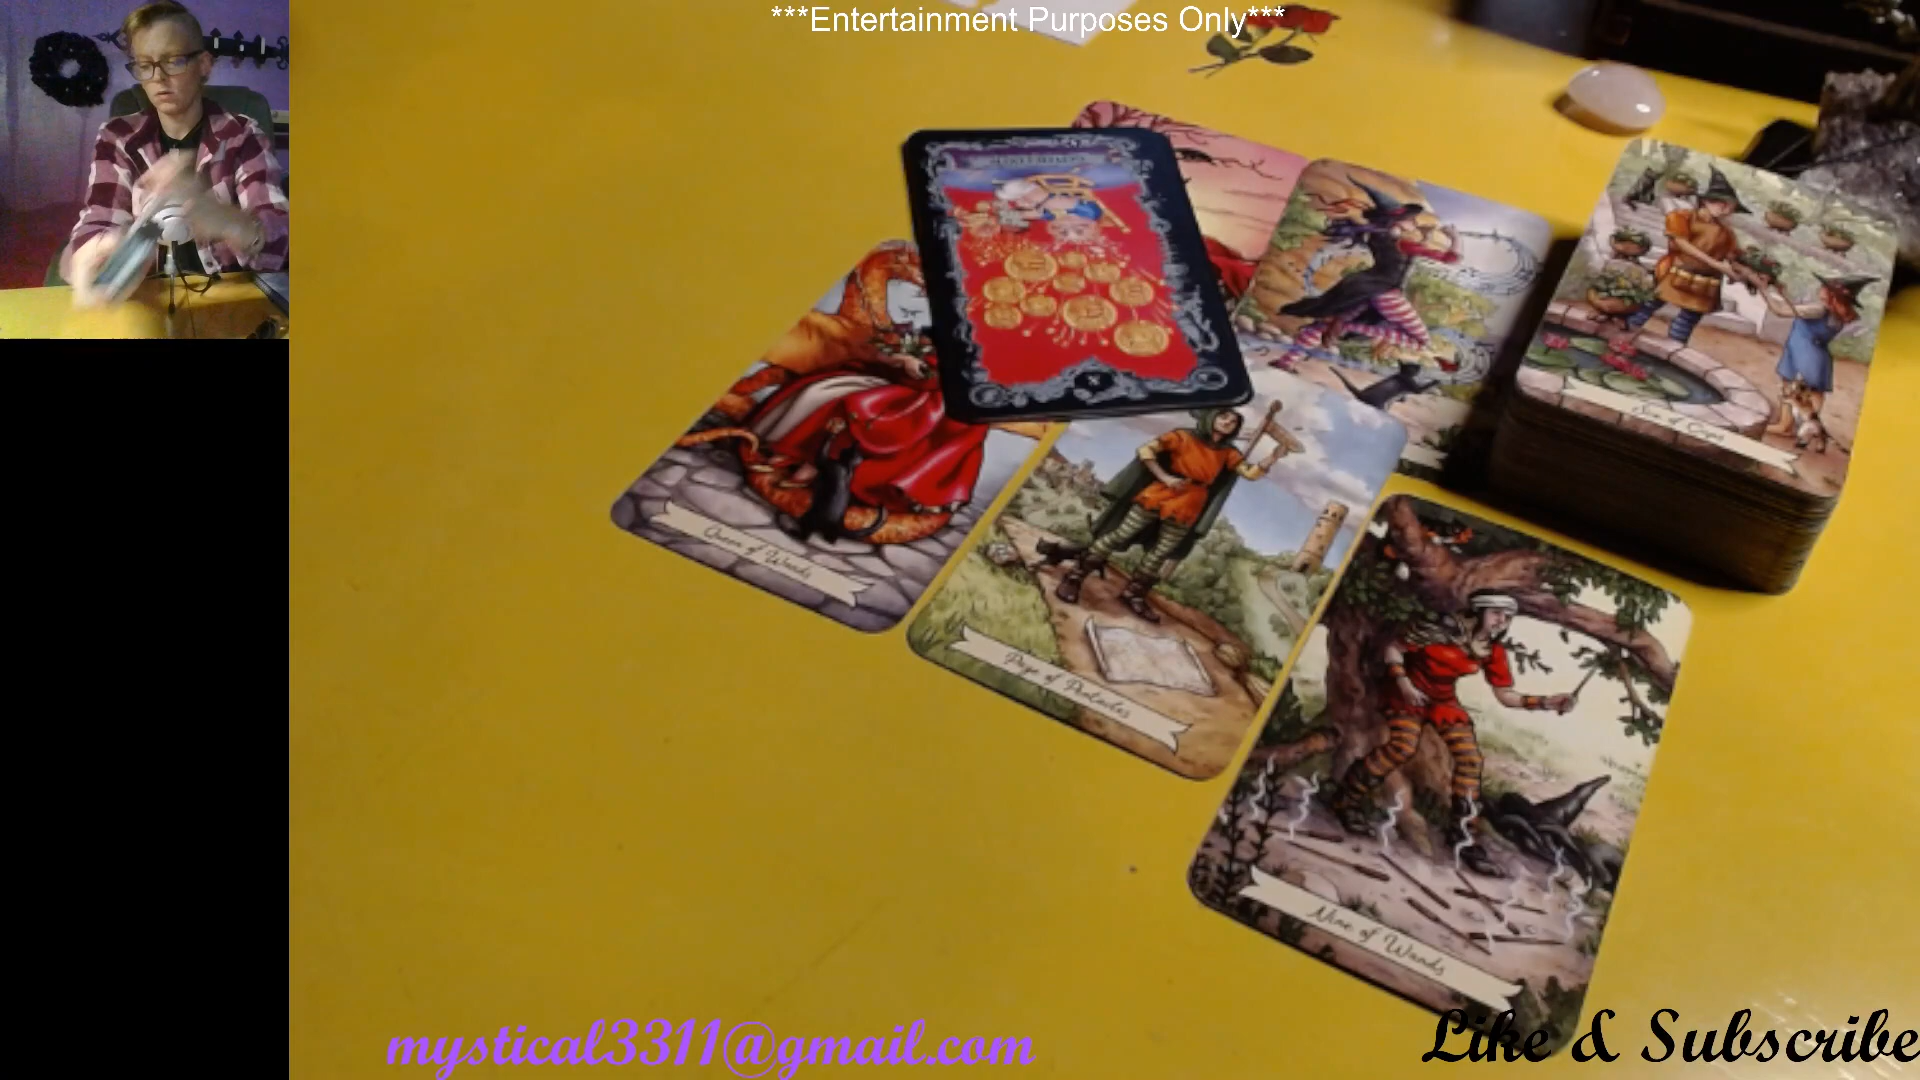 ***Entertainment Purposes Only***
Six of Cups
Queen of Wands
Page of Pentacles
Nine of Wands
X
mystical3311@gmail.com
Like & Subscribe